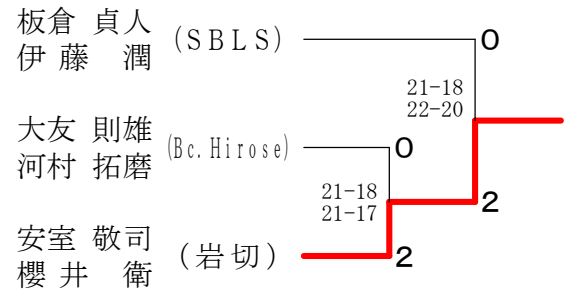 板倉 貞人
伊藤 潤
(SBLS)
0
21-18
22-20
大友 則雄
河村 拓磨
(Bc.Hirose)
0
21-18
21-17
2
安室 敬司
櫻井 衛
(岩切)
2